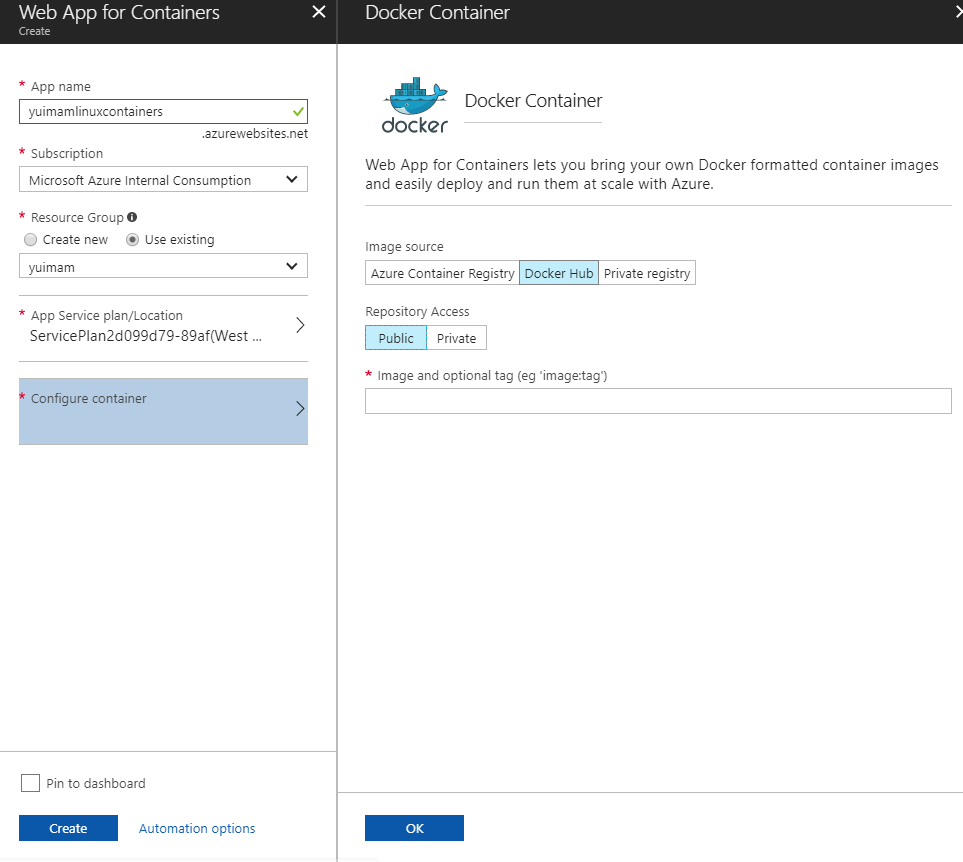 Web App for Containers
Create
* App name
yuimamlinuxcontainers
.azurewebsites.net
* Subscription
Microsoft Azure Internal Consumption
* Resource Group
Create new Use existing
yuimam
* App Service plan/Location
ServicePlan2d099d79-89af(West ...
* Configure container
Pin to dashboard
Create Automation options
Docker Container
docker
Docker Container
Web App for Containers lets you bring your own Docker formatted container images
and easily deploy and run them at scale with Azure.
Image source
Azure Container Registry Docker Hub Private registry
Repository Access
Public Private
* Image and optional tag (eg 'image:tag')
OK